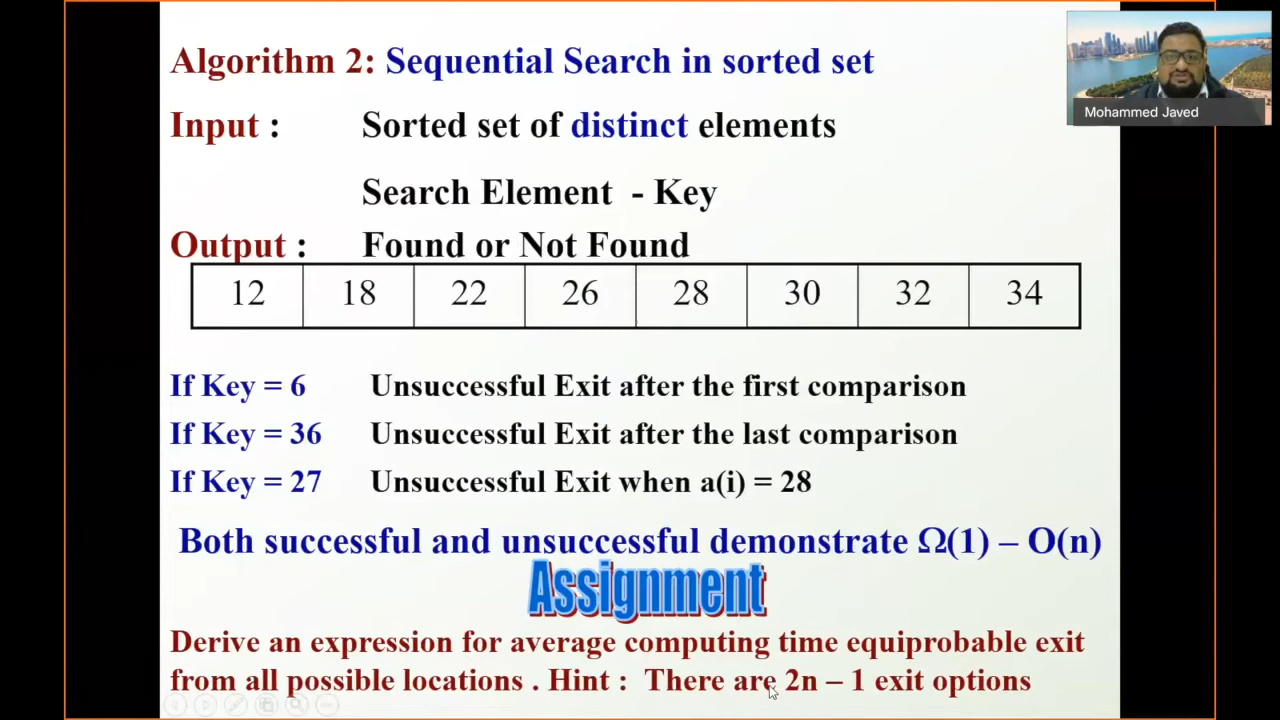 Algorithm 2: Sequential Search in sorted set
Mohammed Javed
Input : Sorted set of distinct elements
Search Element - Key
Output : Found or Not Found
12 18 22 26 28 30 32 34
If Key = 6 Unsuccessful Exit after the first comparison
If Key = 36 Unsuccessful Exit after the last comparison
If Key = 27 Unsuccessful Exit when a(i) = 28
Both successful and unsuccessful demonstrate Ω(1) – O(n)
Assignment
Derive an expression for average computing time equiprobable exit
from all possible locations . Hint : There are 2n – 1 exit options